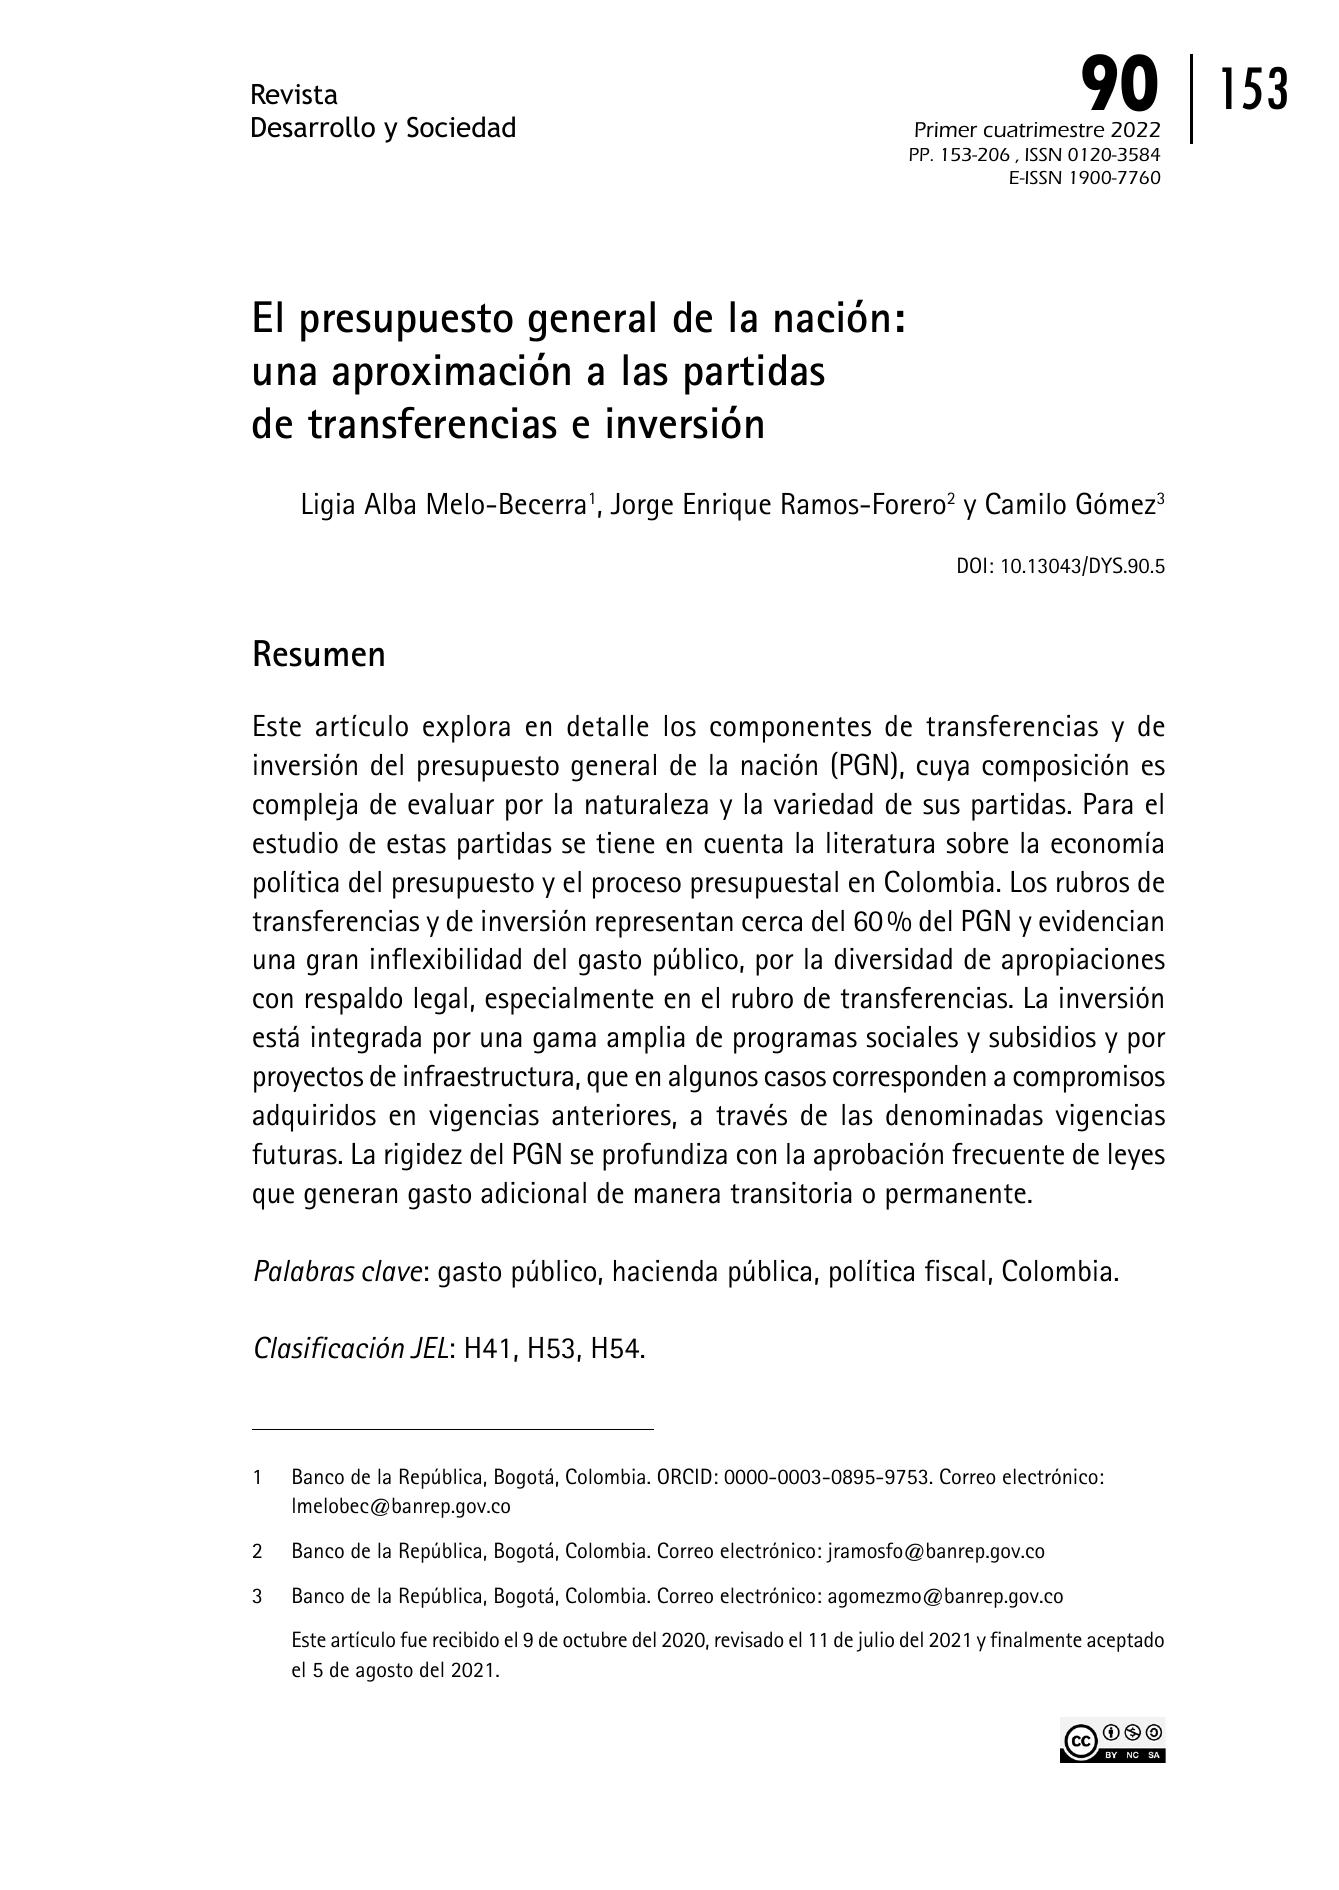 Revista
Desarrollo y Sociedad
90
Primer cuatrimestre 2022
PP. 153-206 , ISSN 0120-3584
E-ISSN 1900-7760
153
El presupuesto general de la nación:
una aproximación a las partidas
de transferencias e inversión
Ligia Alba Melo-Becerra1, Jorge Enrique Ramos-Forero2 y Camilo Gómez3
DOI: 10.13043/DYS.90.5
Resumen
Este artículo explora en detalle los componentes de transferencias y de
inversión del presupuesto general de la nación (PGN), cuya composición es
compleja de evaluar por la naturaleza y la variedad de sus partidas. Para el
estudio de estas partidas se tiene en cuenta la literatura sobre la economía
política del presupuesto y el proceso presupuestal en Colombia. Los rubros de
transferencias y de inversión representan cerca del 60 % del PGN y evidencian
una gran inflexibilidad del gasto público, por la diversidad de apropiaciones
con respaldo legal, especialmente en el rubro de transferencias. La inversión
está integrada por una gama amplia de programas sociales y subsidios y por
proyectos de infraestructura, que en algunos casos corresponden a compromisos
adquiridos en vigencias anteriores, a través de las denominadas vigencias
futuras. La rigidez del PGN se profundiza con la aprobación frecuente de leyes
que generan gasto adicional de manera transitoria o permanente.
Palabras clave: gasto público, hacienda pública, política fiscal, Colombia.
Clasificación JEL: H41, H53, H54.
1 Banco de la República, Bogotá, Colombia. ORCID: 0000-0003-0895-9753. Correo electrónico:
lmelobec@banrep.gov.co
2 Banco de la República, Bogotá, Colombia. Correo electrónico: jramosfo@banrep.gov.co
3 Banco de la República, Bogotá, Colombia. Correo electrónico: agomezmo@banrep.gov.co
Este artículo fue recibido el 9 de octubre del 2020, revisado el 11 de julio del 2021 y finalmente aceptado
el 5 de agosto del 2021.
cc
BY NC SA